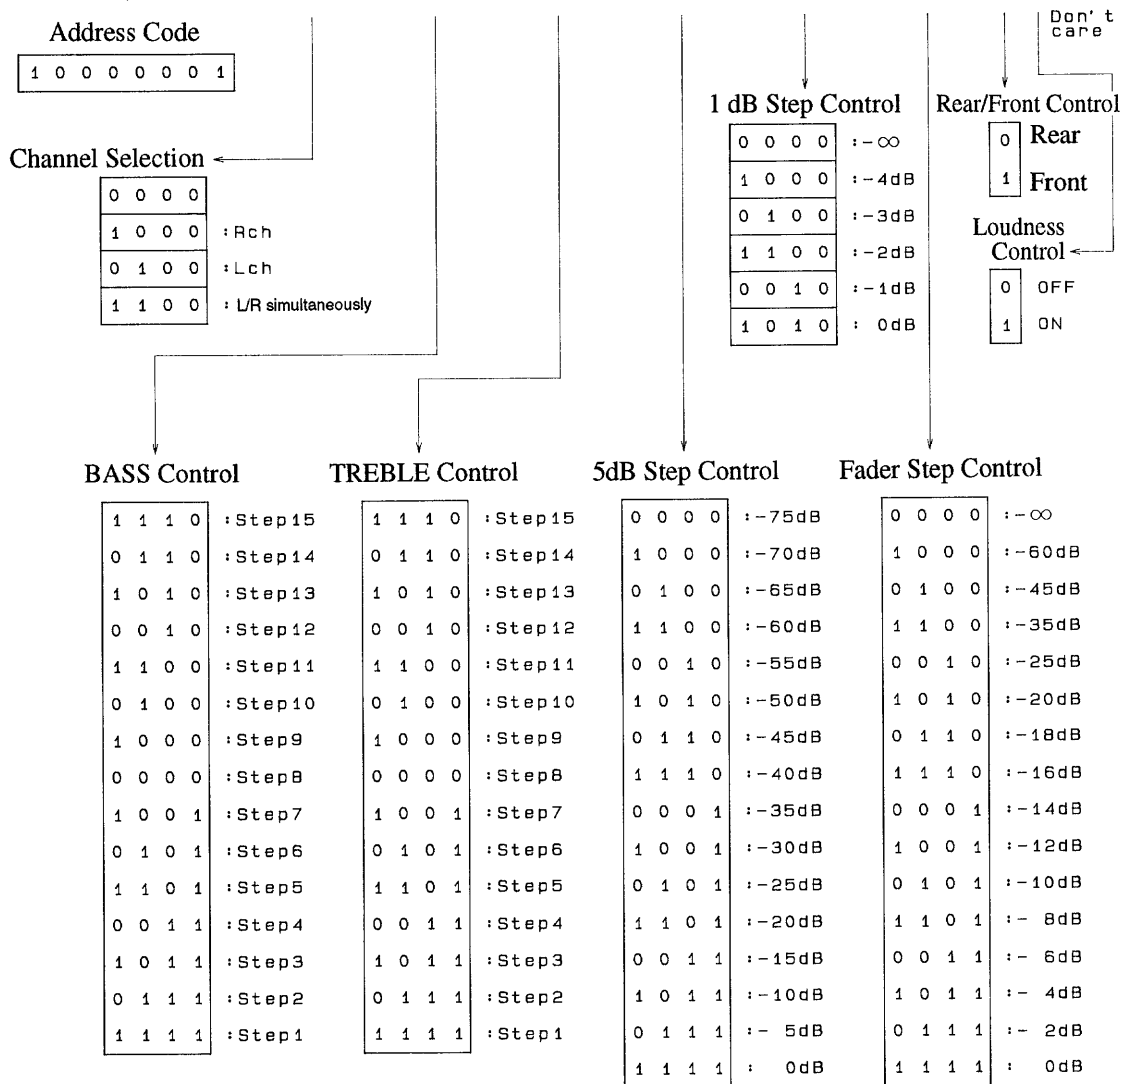 Don't
care
Address Code
1 0 0 0 0 0 0 1
1 dB Step Control
0 0 0 0 :-∞
1 0 0 0 :-4dB
0 1 0 0 :-3dB
1 1 0 0 :-2dB
0 0 1 0 :-1dB
1 0 1 0 : 0dB
Rear/Front Control
0 Rear
1 Front
Channel Selection
0 0 0 0
1 0 0 0 :Rch
0 1 0 0 :Lch
1 1 0 0 : L/R simultaneously
Loudness
Control
0 OFF
1 ON
BASS Control
1 1 1 0 :Step15
0 1 1 0 :Step14
1 0 1 0 :Step13
0 0 1 0 :Step12
1 1 0 0 :Step11
0 1 0 0 :Step10
1 0 0 0 :Step9
0 0 0 0 :Step8
1 0 0 1 :Step7
0 1 0 1 :Step6
1 1 0 1 :Step5
0 0 1 1 :Step4
1 0 1 1 :Step3
0 1 1 1 :Step2
1 1 1 1 :Step1
TREBLE Control
1 1 1 0 :Step15
0 1 1 0 :Step14
1 0 1 0 :Step13
0 0 1 0 :Step12
1 1 0 0 :Step11
0 1 0 0 :Step10
1 0 0 0 :Step9
0 0 0 0 :Step8
1 0 0 1 :Step7
0 1 0 1 :Step6
1 1 0 1 :Step5
0 0 1 1 :Step4
1 0 1 1 :Step3
0 1 1 1 :Step2
1 1 1 1 :Step1
5dB Step Control
0 0 0 0 :-75dB
1 0 0 0 :-70dB
0 1 0 0 :-65dB
1 1 0 0 :-60dB
0 0 1 0 :-55dB
1 0 1 0 :-50dB
0 1 1 0 :-45dB
1 1 1 0 :-40dB
0 0 0 1 :-35dB
1 0 0 1 :-30dB
0 1 0 1 :-25dB
1 1 0 1 :-20dB
0 0 1 1 :-15dB
1 0 1 1 :-10dB
0 1 1 1 :- 5dB
1 1 1 1 : 0dB
Fader Step Control
0 0 0 0 :-∞
1 0 0 0 :-60dB
0 1 0 0 :-45dB
1 1 0 0 :-35dB
0 0 1 0 :-25dB
1 0 1 0 :-20dB
0 1 1 0 :-18dB
1 1 1 0 :-16dB
0 0 0 1 :-14dB
1 0 0 1 :-12dB
0 1 0 1 :-10dB
1 1 0 1 :- 8dB
0 0 1 1 :- 6dB
1 0 1 1 :- 4dB
0 1 1 1 :- 2dB
1 1 1 1 : 0dB